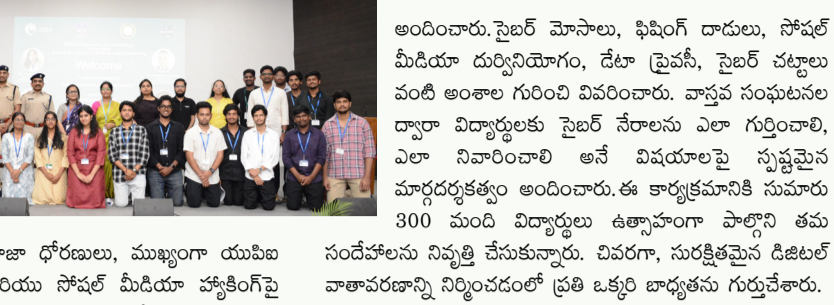 Welcome
అందించారు.సైబర్ మోసాలు, ఫిషింగ్ దాడులు, సోషల్
మీడియా దుర్వినియోగం, డేటా ప్రైవసీ, సైబర్ చట్టాలు
వంటి అంశాల గురించి వివరించారు. వాస్తవ సంఘటనల
ద్వారా విద్యార్థులకు సైబర్ నేరాలను ఎలా గుర్తించాలి,
ఎలా నివారించాలి అనే విషయాలపై స్పష్టమైన
మార్గదర్శకత్వం అందించారు.ఈ కార్యక్రమానికి సుమారు
300 మంది విద్యార్థులు ఉత్సాహంగా పాల్గొని తమ
సందేహాలను నివృత్తి చేసుకున్నారు. చివరగా, సురక్షితమైన డిజిటల్
వాతావరణాన్ని నిర్మించడంలో ప్రతి ఒక్కరి బాధ్యతను గుర్తుచేశారు.
ధోరణులు, ముఖ్యంగా యుపిఐ
సోషల్ మీడియా హ్యాకింగ్‌పై